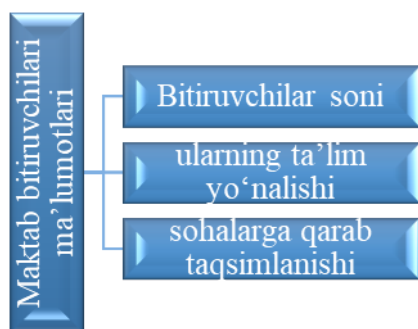 Maktab bitiruvchilari
ma’lumotlari
Bitiruvchilar soni
ularning ta’lim
yo‘nalishi
sohalarga qarab
taqsimlanishi